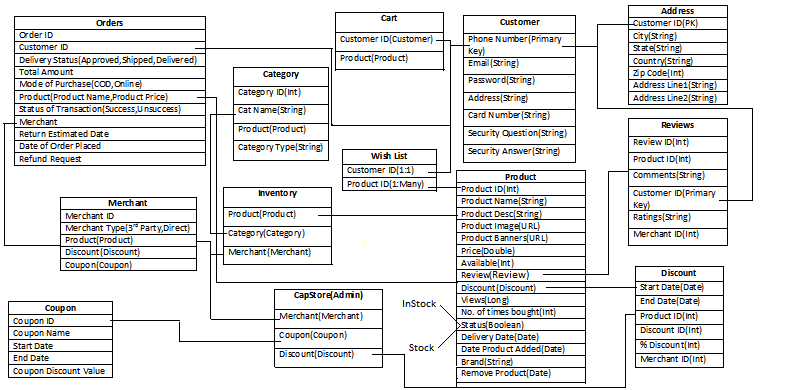 Orders
Order ID
Customer ID
Delivery Status(Approved,Shipped,Delivered)
Total Amount
Mode of Purchase(COD,Online)
Product(Product Name,Product Price)
Status of Transaction(Success,Unsuccess)
Merchant
Return Estimated Date
Date of Order Placed
Refund Request
Category
Category ID(Int)
Cat Name(String)
Product(Product)
Category Type(String)
Cart
Customer ID(Customer)
Product(Product)
Customer
Phone Number(Primary
Key)
Email(String)
Password(String)
Address(String)
Card Number(String)
Security Question(String)
Security Answer(String)
Address
Customer ID(PK)
City(String)
State(String)
Country(String)
Zip Code(Int)
Address Line1(String)
Address Line2(String)
Reviews
Review ID(Int)
Product ID(Int)
Comments(String)
Customer ID(Primary
Key)
Ratings(String)
Merchant ID(Int)
Wish List
Customer ID(1:1)
Product ID(1:Many)
Merchant
Merchant ID
Merchant Type(3rd Party,Direct)
Product(Product)
Discount(Discount)
Coupon(Coupon)
Inventory
Product(Product)
Category(Category)
Merchant(Merchant)
Product
Product ID(Int)
Product Name(String)
Product Desc(String)
Product Image(URL)
Product Banners(URL)
Price(Double)
Available(Int)
Review(Review)
Discount(Discount)
Views(Long)
No. of times bought(Int)
Status(Boolean)
Delivery Date(Date)
Date Product Added(Date)
Brand(String)
Remove Product(Date)
InStock
Stock
Discount
Start Date(Date)
End Date(Date)
Product ID(Int)
Discount ID(Int)
% Discount(Int)
Merchant ID(Int)
Coupon
Coupon ID
Coupon Name
Start Date
End Date
Coupon Discount Value
CapStore(Admin)
Merchant(Merchant)
Coupon(Coupon)
Discount(Discount)